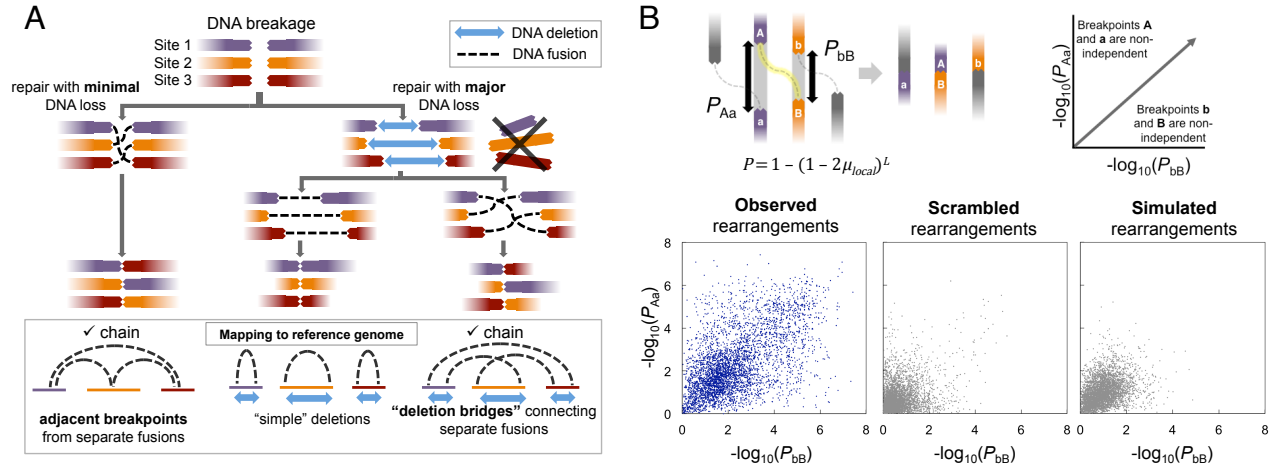 A
DNA breakage
Site 1
Site 2
Site 3
DNA deletion
DNA fusion
repair with minimal
DNA loss
repair with major
DNA loss
✓ chain
Mapping to reference genome
✓ chain
adjacent breakpoints
from separate fusions
"simple" deletions
"deletion bridges" connecting
separate fusions
B
A
b
P_Aa
P_bB
a
B
a
A
B
b
P = 1 − (1 − 2μ_local)^L
-log10(P_Aa)
Breakpoints A
and a are non-
independent
Breakpoints b
and B are non-
independent
-log10(P_bB)
Observed
rearrangements
Scrambled
rearrangements
Simulated
rearrangements
-log10(P_Aa)
8
6
4
2
0
0 2 4 6 8
0 2 4 6 8
0 2 4 6 8
-log10(P_bB)
-log10(P_bB)
-log10(P_bB)